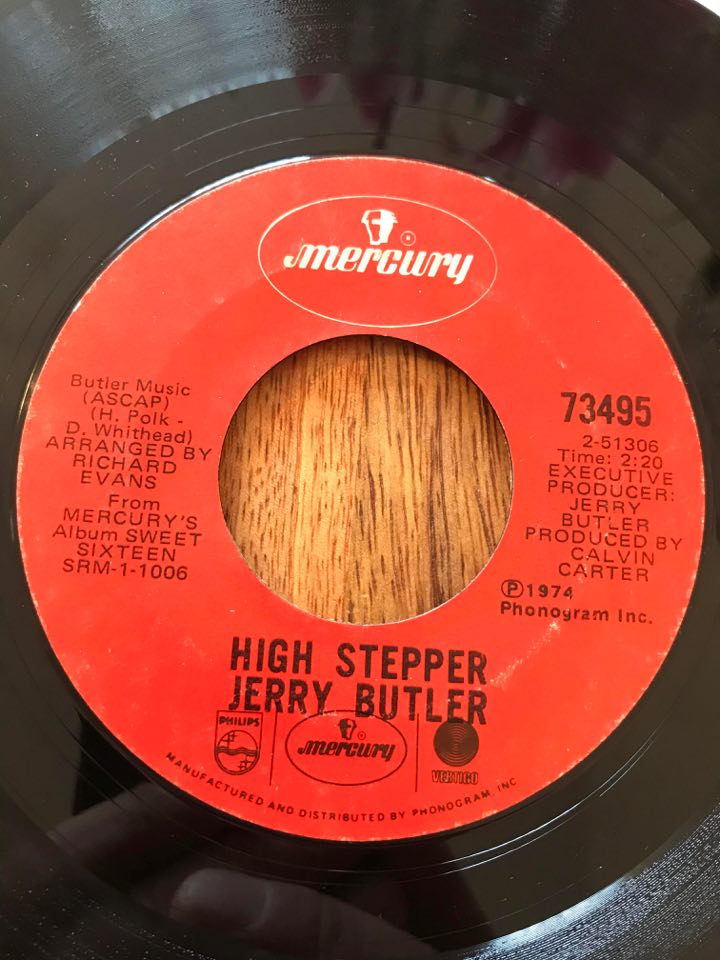 mercury
Butler Music
(ASCAP)
(H. Polk -
D. Whithead)
ARRANGED BY
RICHARD
EVANS
From
MERCURY'S
Album SWEET
SIXTEEN
SRM-1-1006
73495
2-51306
Time: 2:20
EXECUTIVE
PRODUCER:
JERRY
BUTLER
PRODUCED BY
CALVIN
CARTER
Ⓟ1974
Phonogram Inc.
HIGH STEPPER
JERRY BUTLER
PHILIPS
mercury
VERTIGO
MANUFACTURED AND DISTRIBUTED BY PHONOGRAM, INC